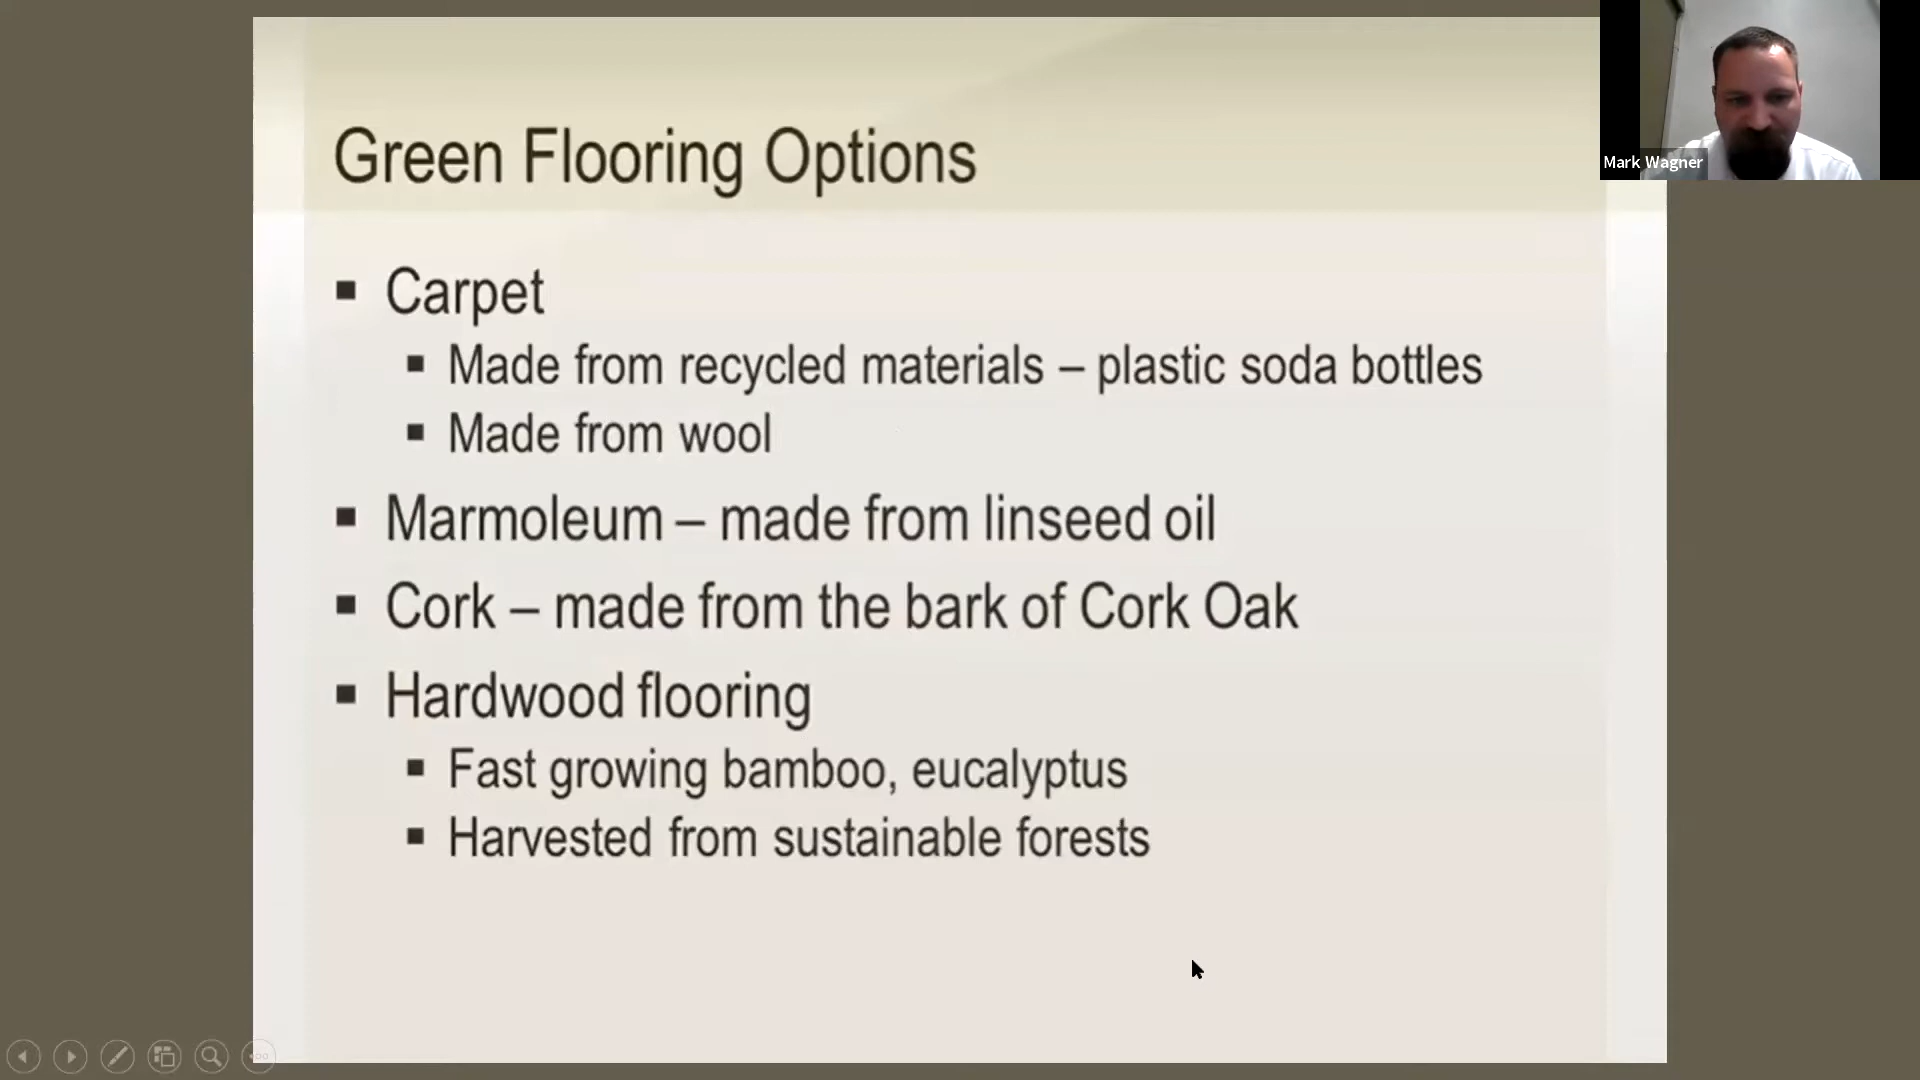 Green Flooring Options
Carpet
Made from recycled materials – plastic soda bottles
Made from wool
Marmoleum – made from linseed oil
Cork – made from the bark of Cork Oak
Hardwood flooring
Fast growing bamboo, eucalyptus
Harvested from sustainable forests
Mark Wagner